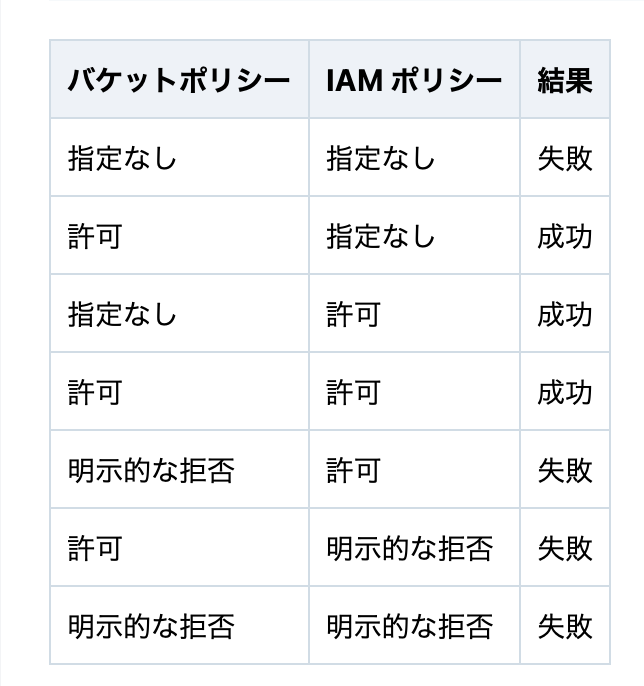 バケットポリシー IAM ポリシー 結果
指定なし 指定なし 失敗
許可 指定なし 成功
指定なし 許可 成功
許可 許可 成功
明示的な拒否 許可 失敗
許可 明示的な拒否 失敗
明示的な拒否 明示的な拒否 失敗